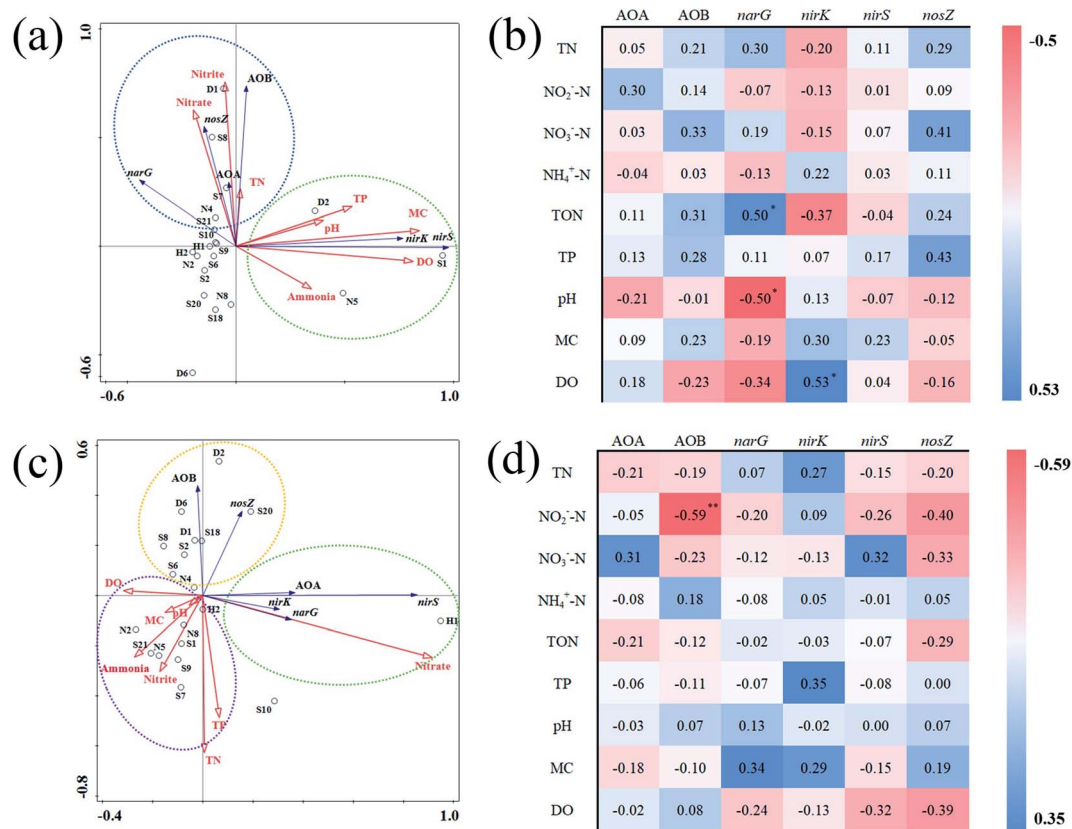 (a)
1.0
Nitrite
AOB
D1
Nitrate
nosZ
S8
narG
AOA
S7
TN
N4
D2
TP
S21
MC
S10
pH
nirK
nirS
H1
S9
H2
S6
DO
S1
N2
S2
Ammonia
N5
S20
N8
S18
D6
-0.6
-0.6
1.0
(b)
AOA AOB narG nirK nirS nosZ
TN 0.05 0.21 0.30 -0.20 0.11 0.29
NO₂⁻-N 0.30 0.14 -0.07 -0.13 0.01 0.09
NO₃⁻-N 0.03 0.33 0.19 -0.15 0.07 0.41
NH₄⁺-N -0.04 0.03 -0.13 0.22 0.03 0.11
TON 0.11 0.31 0.50* -0.37 -0.04 0.24
TP 0.13 0.28 0.11 0.07 0.17 0.43
pH -0.21 -0.01 -0.50* 0.13 -0.07 -0.12
MC 0.09 0.23 -0.19 0.30 0.23 -0.05
DO 0.18 -0.23 -0.34 0.53* 0.04 -0.16
-0.5
0.53
(c)
0.6
D2
AOB
D6
nosZ
S20
D1
S18
S8
S2
S6
N4
DO
AOA
nirK
nirS
MC
pH
H2
narG
H1
N2
N8
S21
N5
S1
Ammonia
S9
Nitrate
Nitrite
S7
S10
TP
TN
-0.8
-0.4
1.0
(d)
AOA AOB narG nirK nirS nosZ
TN -0.21 -0.19 0.07 0.27 -0.15 -0.20
NO₂⁻-N -0.05 -0.59** -0.20 0.09 -0.26 -0.40
NO₃⁻-N 0.31 -0.23 -0.12 -0.13 0.32 -0.33
NH₄⁺-N -0.08 0.18 -0.08 0.05 -0.01 0.05
TON -0.21 -0.12 -0.02 -0.03 -0.07 -0.29
TP -0.06 -0.11 -0.07 0.35 -0.08 0.00
pH -0.03 0.07 0.13 -0.02 0.00 0.07
MC -0.18 -0.10 0.34 0.29 -0.15 0.19
DO -0.02 0.08 -0.24 -0.13 -0.32 -0.39
-0.59
0.35